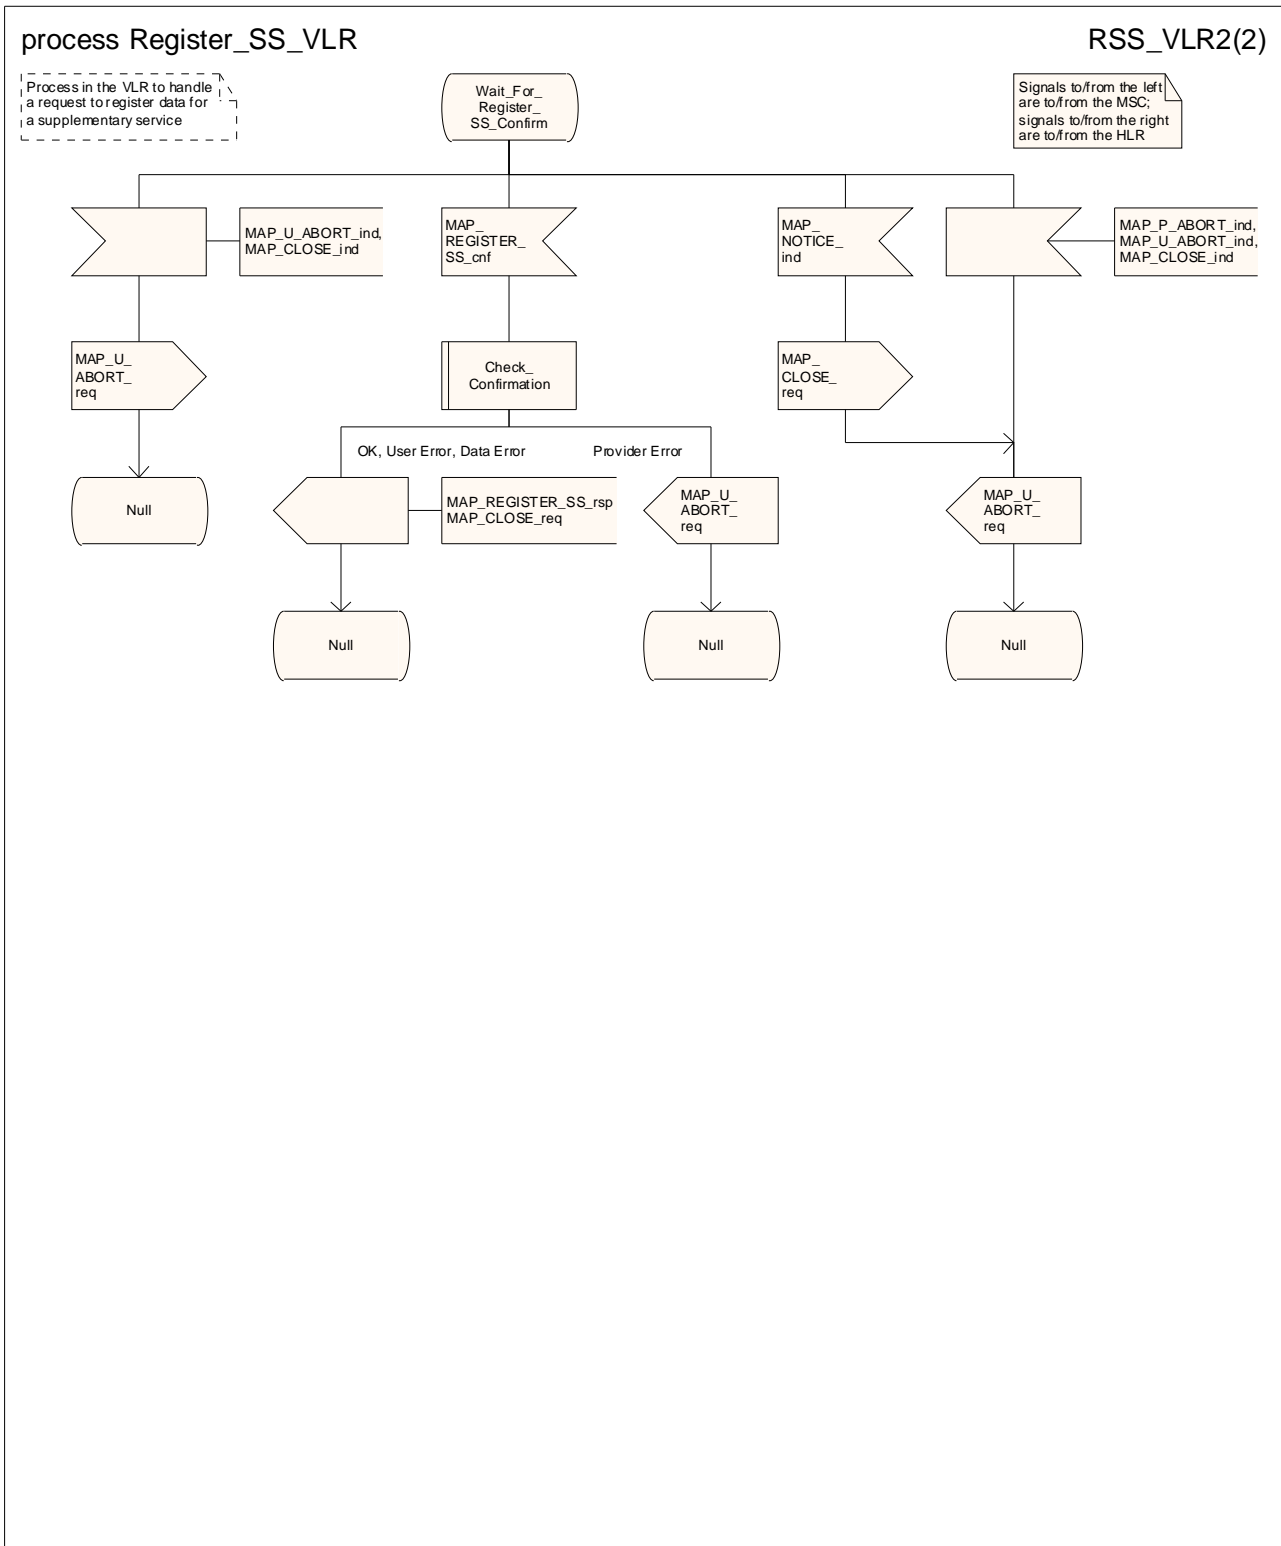 process Register_SS_VLR
RSS_VLR2(2)
Process in the VLR to handle
a request to register data for
a supplementary service
Wait_For_
Register_
SS_Confirm
Signals to/from the left
are to/from the MSC;
signals to/from the right
are to/from the HLR
MAP_U_ABORT_ind,
MAP_CLOSE_ind
MAP_
REGISTER_
SS_cnf
MAP_
NOTICE_
ind
MAP_P_ABORT_ind,
MAP_U_ABORT_ind,
MAP_CLOSE_ind
MAP_U_
ABORT_
req
Check_
Confirmation
MAP_
CLOSE_
req
OK, User Error, Data Error
Provider Error
Null
MAP_REGISTER_SS_rsp
MAP_CLOSE_req
MAP_U_
ABORT_
req
MAP_U_
ABORT_
req
Null
Null
Null